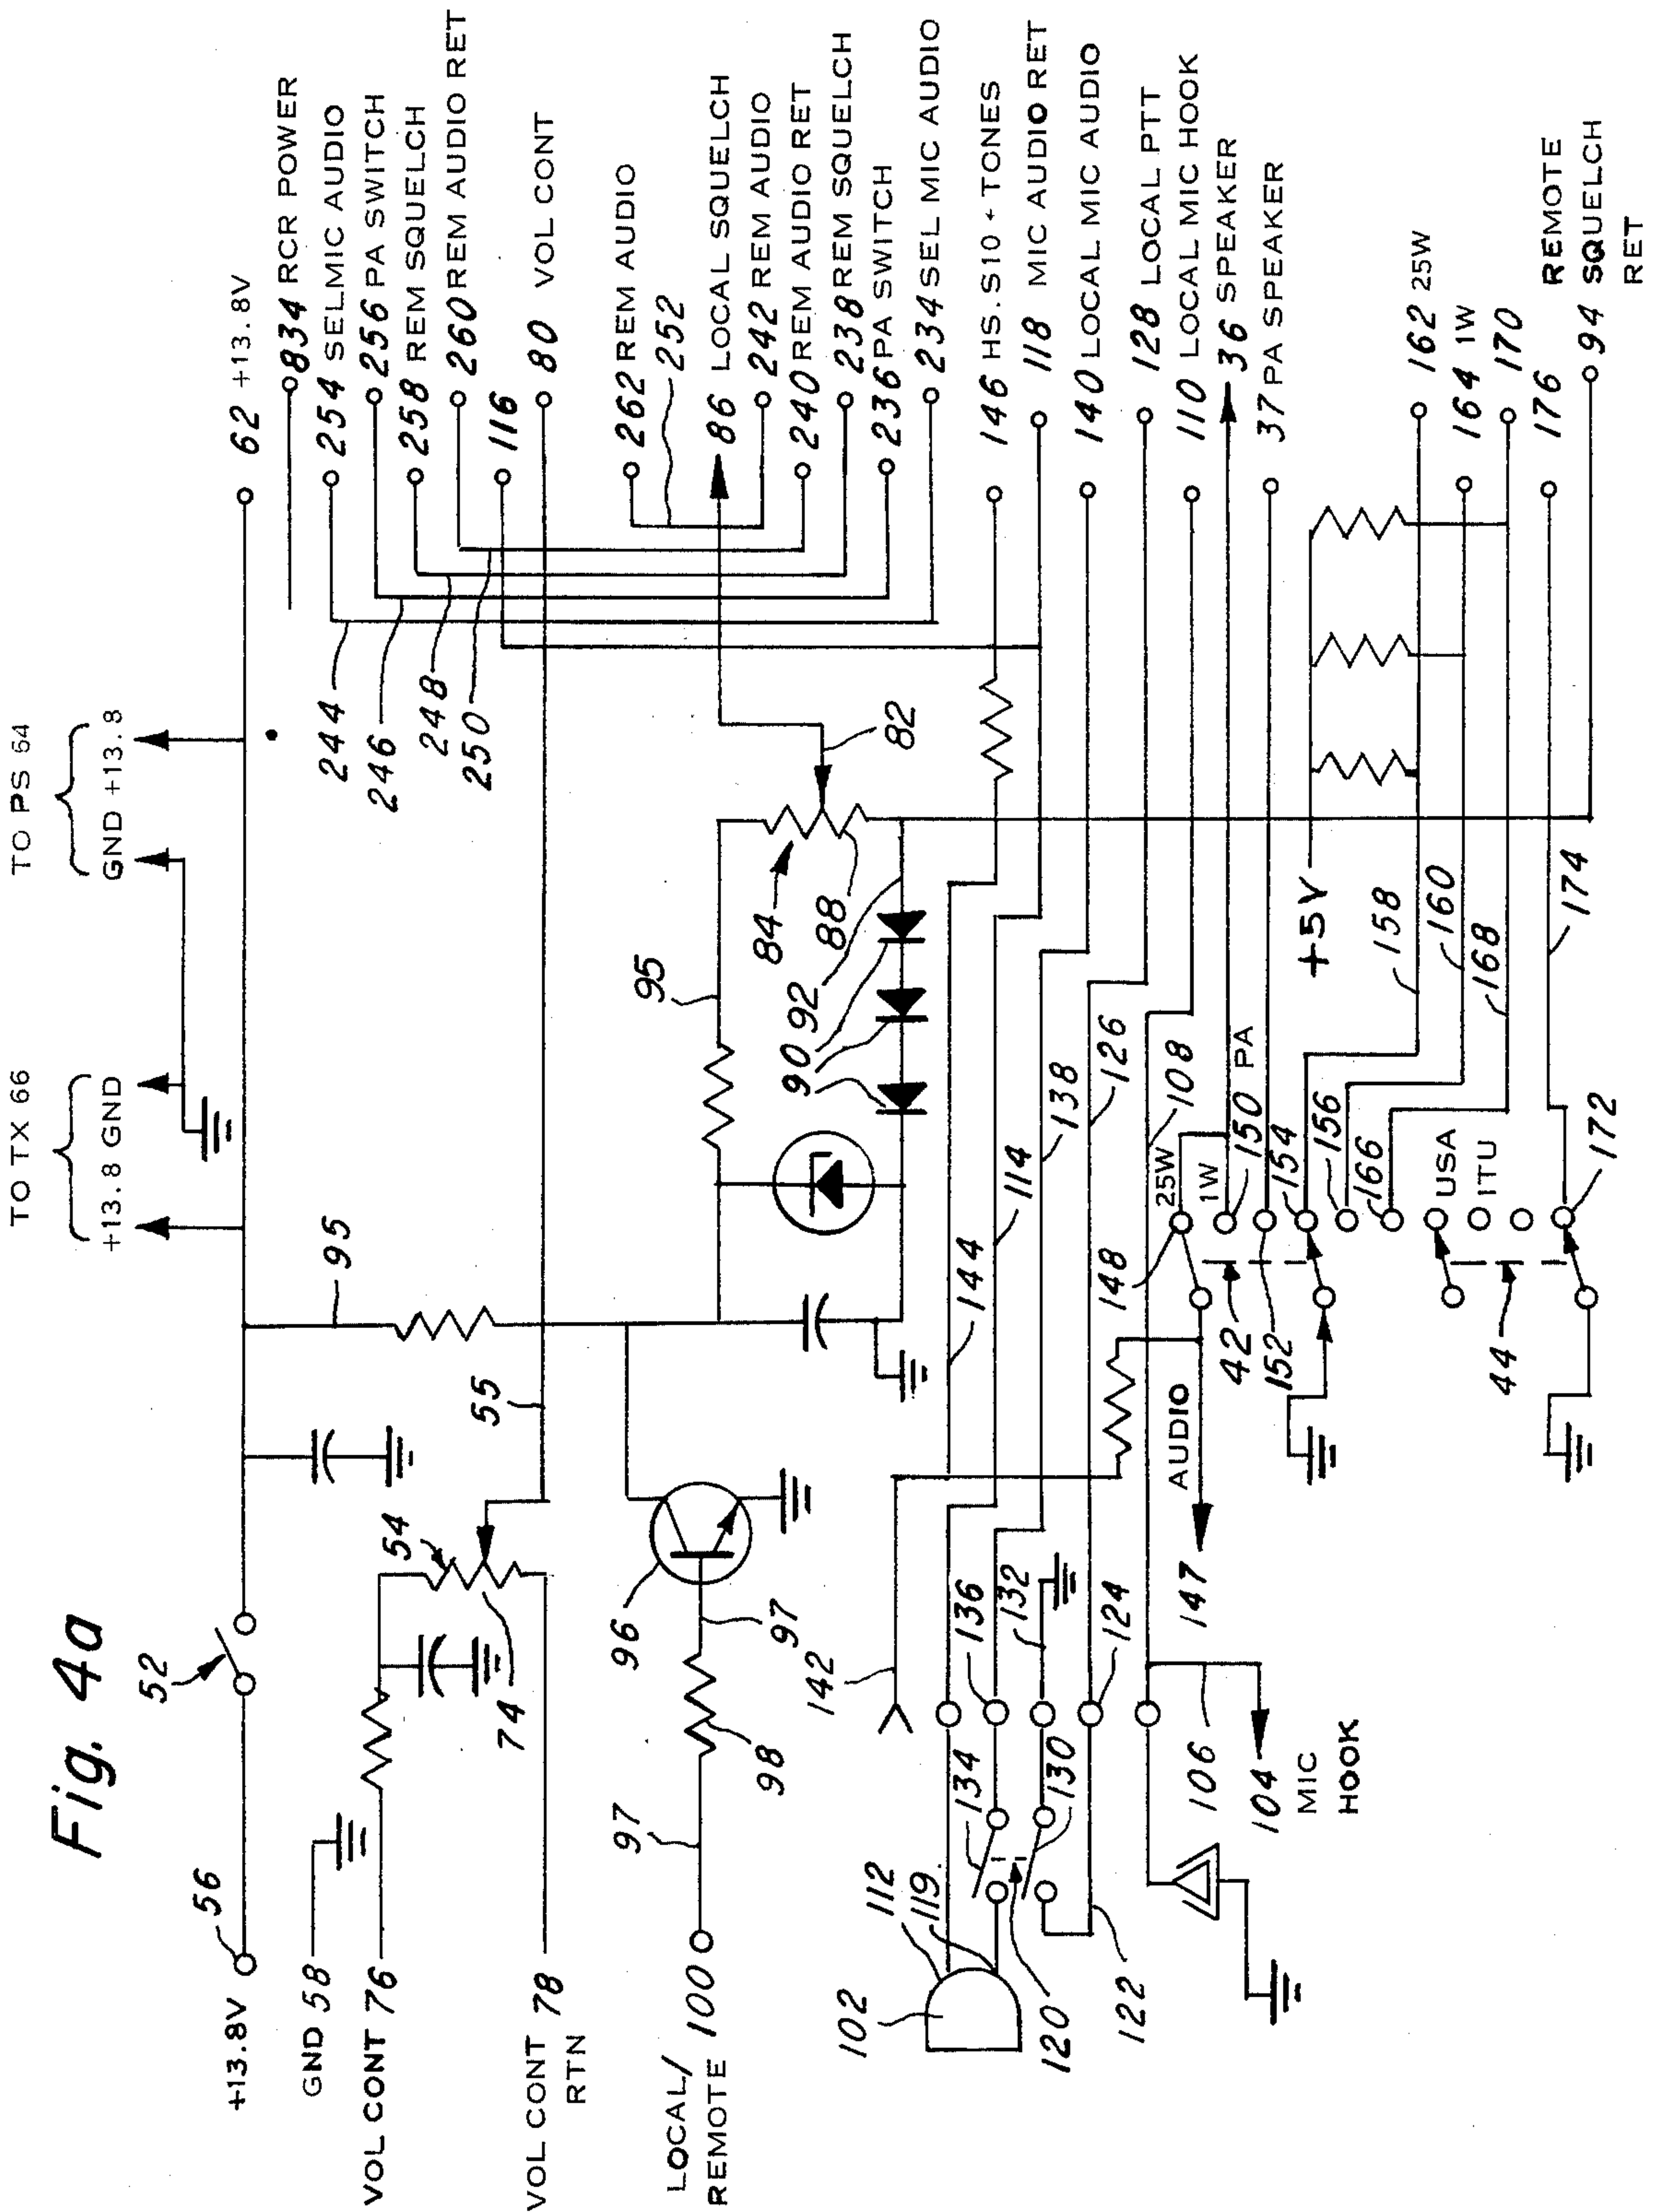 Fig. 4a
TO TX 66
+13.8 GND
TO PS 64
GND +13.8
+13.8V
56
52
62 +13.8V
834 RCR POWER
254 SELMIC AUDIO
256 PA SWITCH
258 REM SQUELCH
260 REM AUDIO RET
116
80 VOL CONT
262 REM AUDIO
252
86 LOCAL SQUELCH
242 REM AUDIO
240 REM AUDIO RET
238 REM SQUELCH
236 PA SWITCH
234 SEL MIC AUDIO
146 HS.S10 + TONES
118 MIC AUDIO RET
140 LOCAL MIC AUDIO
128 LOCAL PTT
110 LOCAL MIC HOOK
36 SPEAKER
37 PA SPEAKER
162 25W
164 1W
170
176
REMOTE
94 SQUELCH
RET
244
246
248
250
GND 58
VOL CONT 76
54
74
VOL CONT 78
RTN
55
95
95
84
82
88
90
92
LOCAL/
REMOTE 100
97
98
97
96
102
112
119
120
122
134
130
136
132
124
142
144
114
138
126
108
106
104
MIC
HOOK
AUDIO
147
148
25W
1W
150 PA
42
152
154
156
166
USA
ITU
44
172
+5V
158
160
168
174